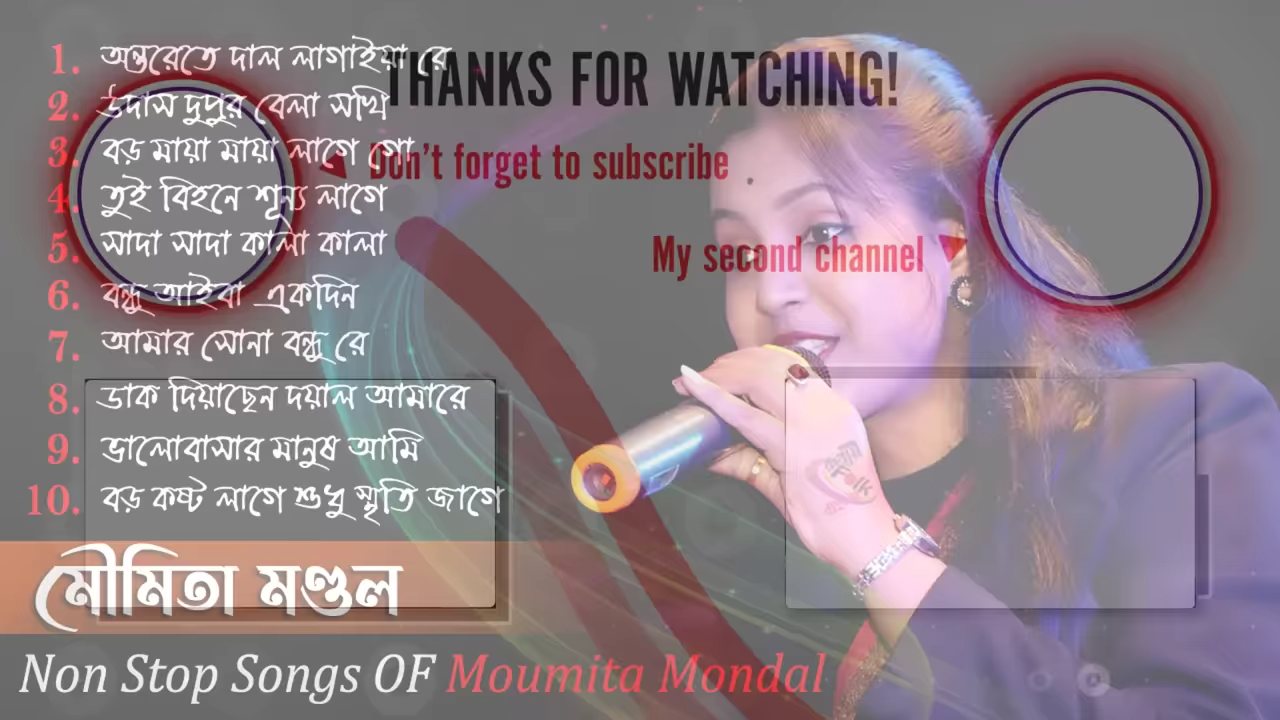 1. অন্তরেতে দাল লাগাইয়া রে
THANKS FOR WATCHING!
2. উদাস দুপুর বেলা সখি
3. বড় মায়া মায়া লাগে গো
Don't forget to subscribe
4. তুই বিহনে শূন্য লাগে
5. সাদা সাদা কালা কালা
My second channel
6. বন্ধু আইবা একদিন
7. আমার সোনা বন্ধু রে
8. ডাক দিয়াছেন দয়াল আমারে
9. ভালোবাসার মানুষ আমি
10. বড় কষ্ট লাগে শুধু স্মৃতি জাগে
মৌমিতা মণ্ডল
Non Stop Songs OF Moumita Mondal